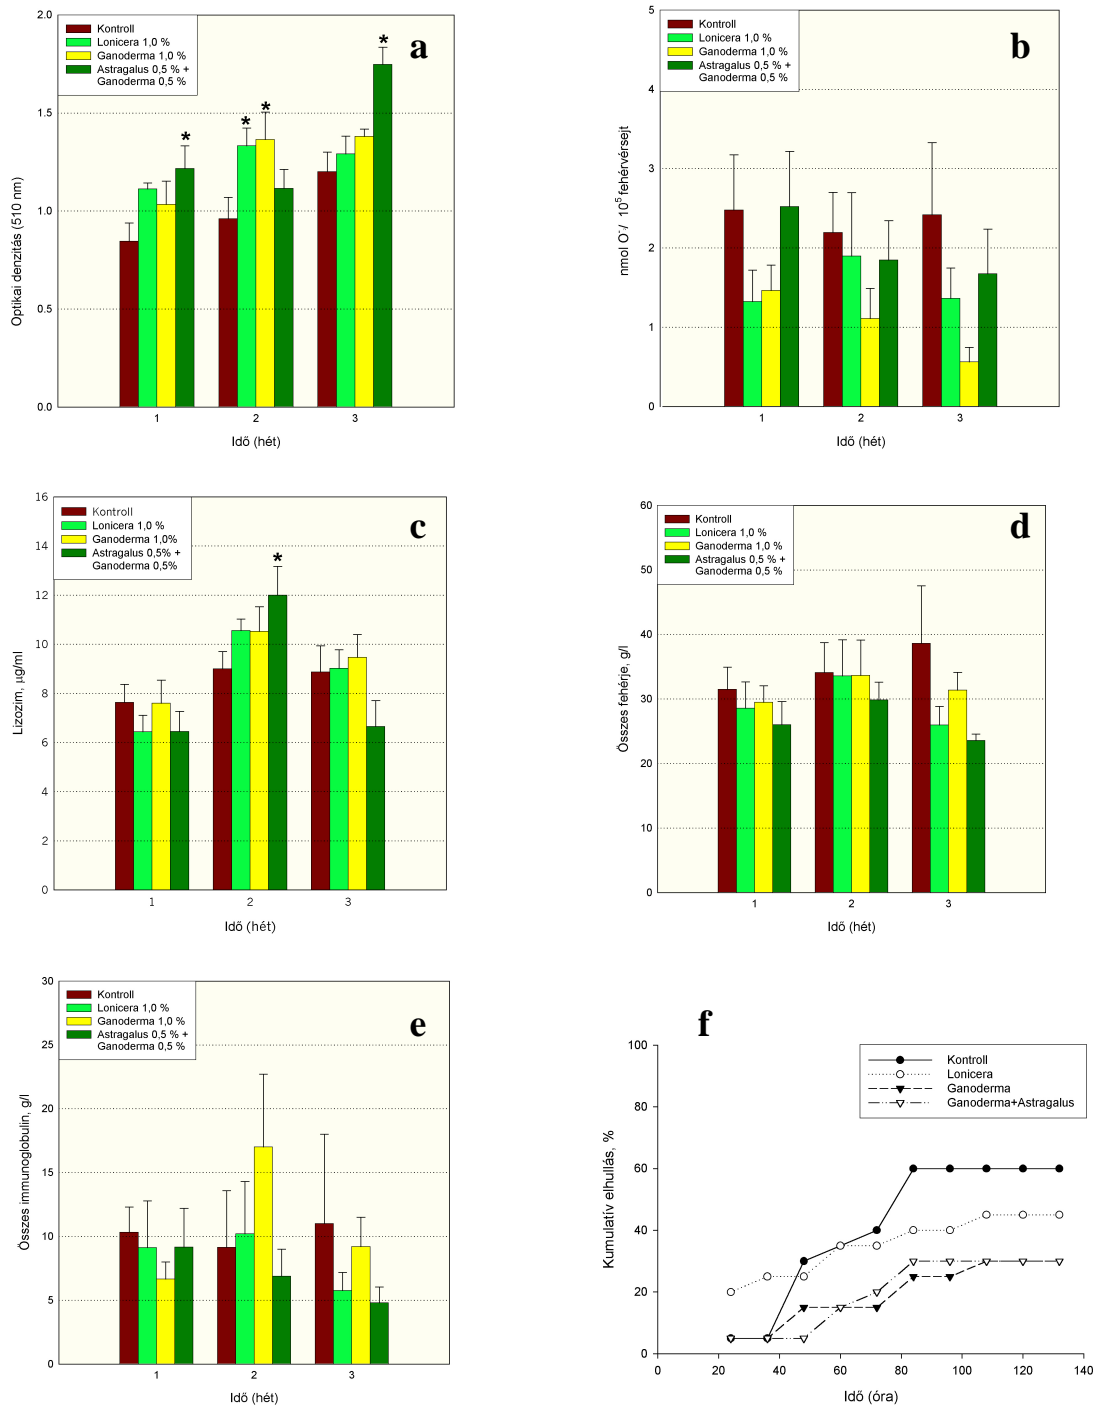 2.0
1.5
1.0
0.5
0.0
Optikai denzitás (510 nm)
Kontroll
Lonicera 1,0 %
Ganoderma 1,0 %
Astragalus 0,5 % +
Ganoderma 0,5 %
a
*
* *
*
1 2 3
Idő (hét)
5
4
3
2
1
0
nmol O⁻/ 10⁵ fehérvérsejt
Kontroll
Lonicera 1,0 %
Ganoderma 1,0 %
Astragalus 0,5 % +
Ganoderma 0,5 %
b
1 2 3
Idő (hét)
16
14
12
10
8
6
4
2
0
Lizozim, µg/ml
Kontroll
Lonicera 1,0 %
Ganoderma 1,0%
Astragalus 0,5% +
Ganoderma 0,5%
c
*
1 2 3
Idő (hét)
60
50
40
30
20
10
0
Összes fehérje, g/l
Kontroll
Lonicera 1,0 %
Ganoderma 1,0 %
Astragalus 0,5 % +
Ganoderma 0,5 %
d
1 2 3
Idő (hét)
30
25
20
15
10
5
0
Összes immunoglobulin, g/l
Kontroll
Lonicera 1,0 %
Ganoderma 1,0 %
Astragalus 0,5 % +
Ganoderma 0,5 %
e
1 2 3
Idő (hét)
f
100
80
60
40
20
0
Kumulatív elhullás, %
Kontroll
Lonicera
Ganoderma
Ganoderma+Astragalus
0 20 40 60 80 100 120 140
Idő (óra)